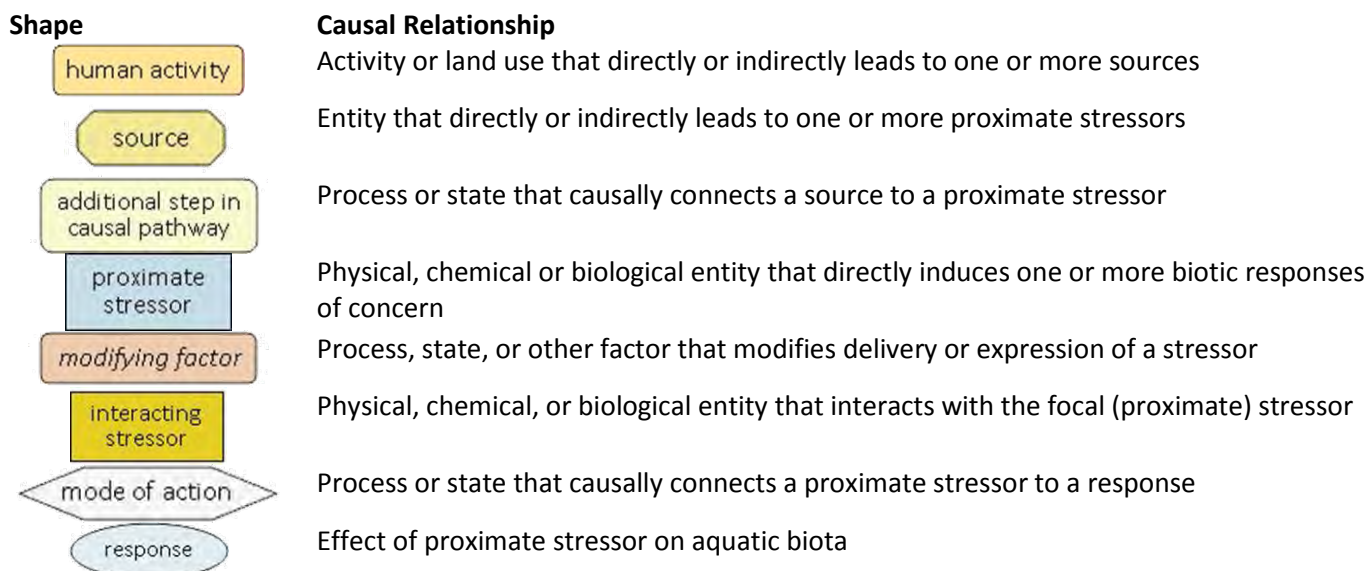 Shape Causal Relationship
human activity Activity or land use that directly or indirectly leads to one or more sources
source Entity that directly or indirectly leads to one or more proximate stressors
additional step in
causal pathway
Process or state that causally connects a source to a proximate stressor
proximate
stressor
Physical, chemical or biological entity that directly induces one or more biotic responses
of concern
modifying factor Process, state, or other factor that modifies delivery or expression of a stressor
interacting
stressor
Physical, chemical, or biological entity that interacts with the focal (proximate) stressor
mode of action Process or state that causally connects a proximate stressor to a response
response Effect of proximate stressor on aquatic biota